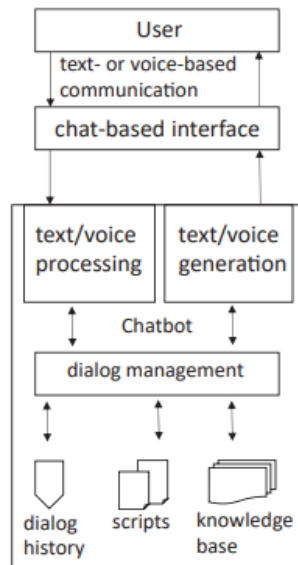 User
text- or voice-based
communication
chat-based interface
text/voice
processing
text/voice
generation
Chatbot
dialog management
dialog
history
scripts
knowledge
base